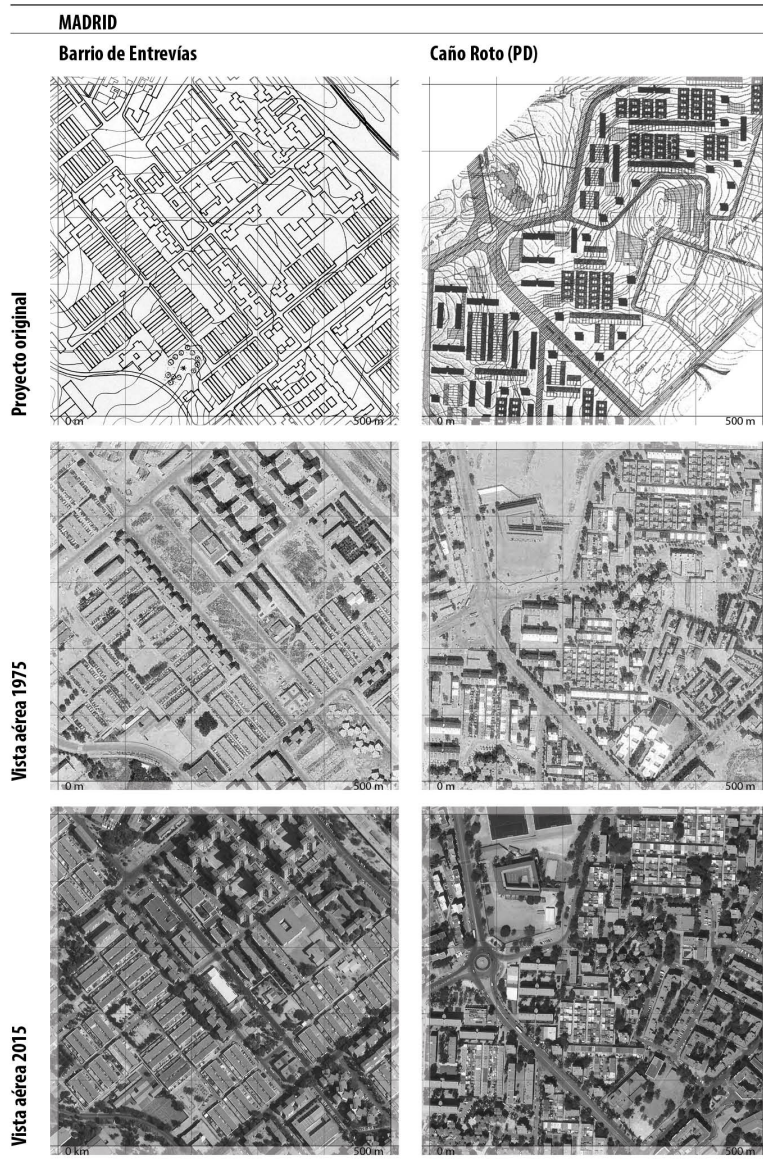 MADRID
Barrio de Entrevías
Caño Roto (PD)
Proyecto original
0 m
500 m
0 m
500 m
Vista aérea 1975
0 m
500 m
0 m
500 m
Vista aérea 2015
0 km
500 m
0 m
500 m